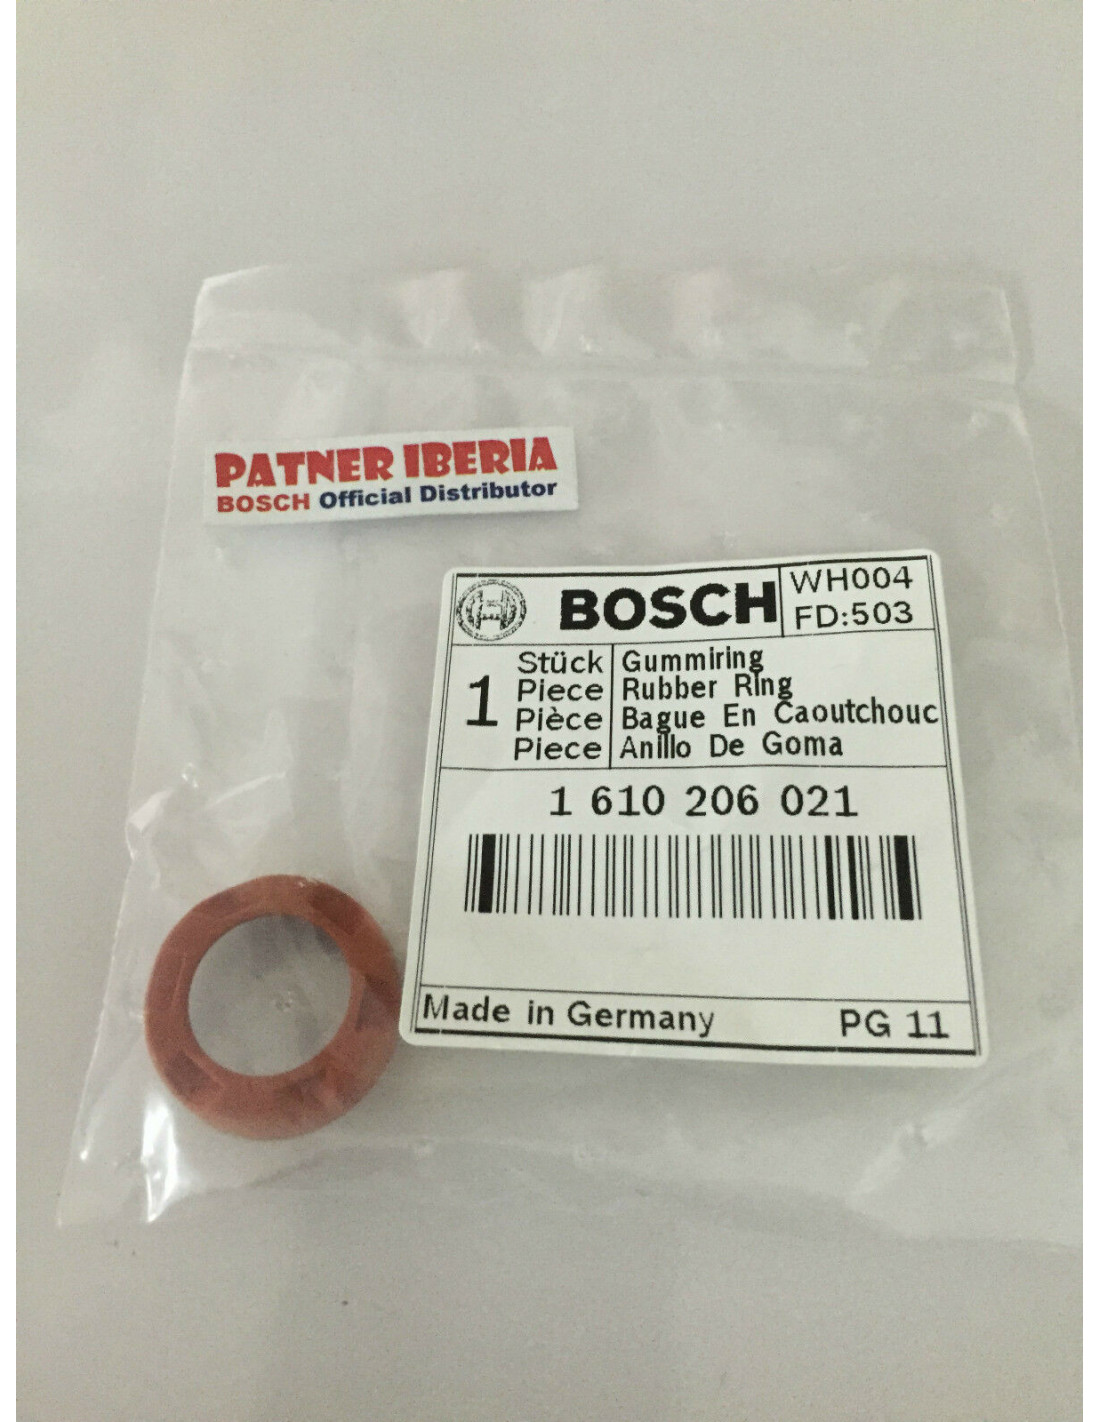 PATNER IBERIA
BOSCH Official Distributor
BOSCH
WH004
FD:503
1
Stück
Piece
Pièce
Piece
Gummiring
Rubber Ring
Bague En Caoutchouc
Anillo De Goma
1 610 206 021
Made in Germany
PG 11